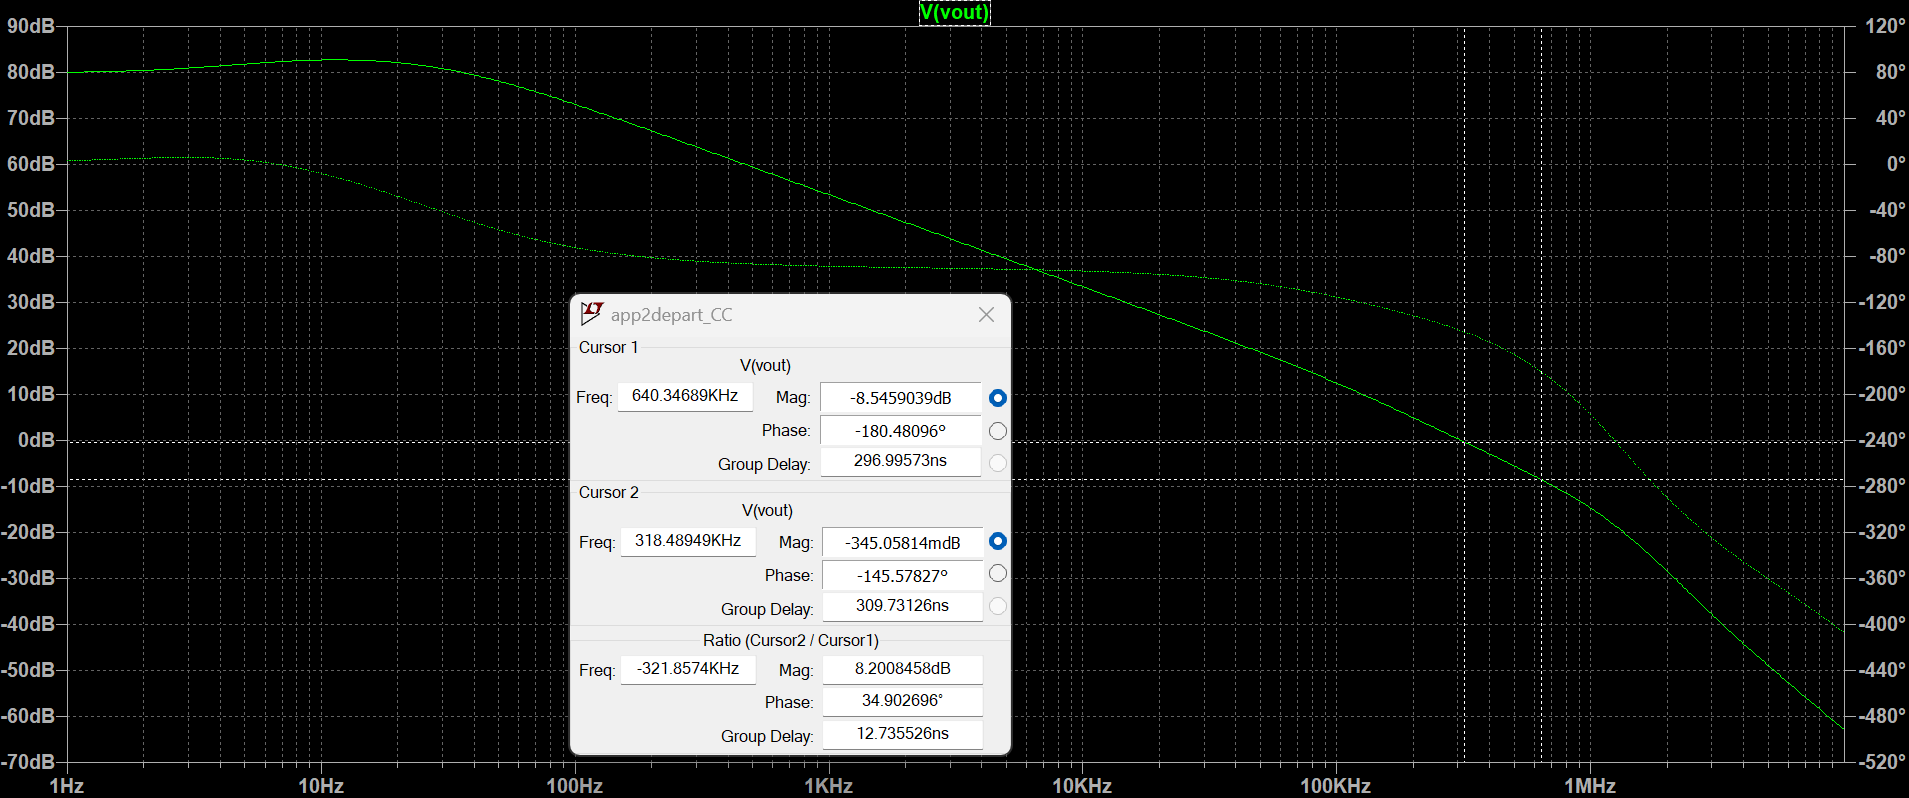 V(vout)
90dB
80dB
70dB
60dB
50dB
40dB
30dB
20dB
10dB
0dB
-10dB
-20dB
-30dB
-40dB
-50dB
-60dB
-70dB
120°
80°
40°
0°
-40°
-80°
-120°
-160°
-200°
-240°
-280°
-320°
-360°
-400°
-440°
-480°
-520°
app2depart_CC
Cursor 1
V(vout)
Freq: 640.34689KHz Mag: -8.5459039dB
Phase: -180.48096°
Group Delay: 296.99573ns
Cursor 2
V(vout)
Freq: 318.48949KHz Mag: -345.05814mdB
Phase: -145.57827°
Group Delay: 309.73126ns
Ratio (Cursor2 / Cursor1)
Freq: -321.8574KHz Mag: 8.2008458dB
Phase: 34.902696°
Group Delay: 12.735526ns
1Hz 10Hz 100Hz 1KHz 10KHz 100KHz 1MHz